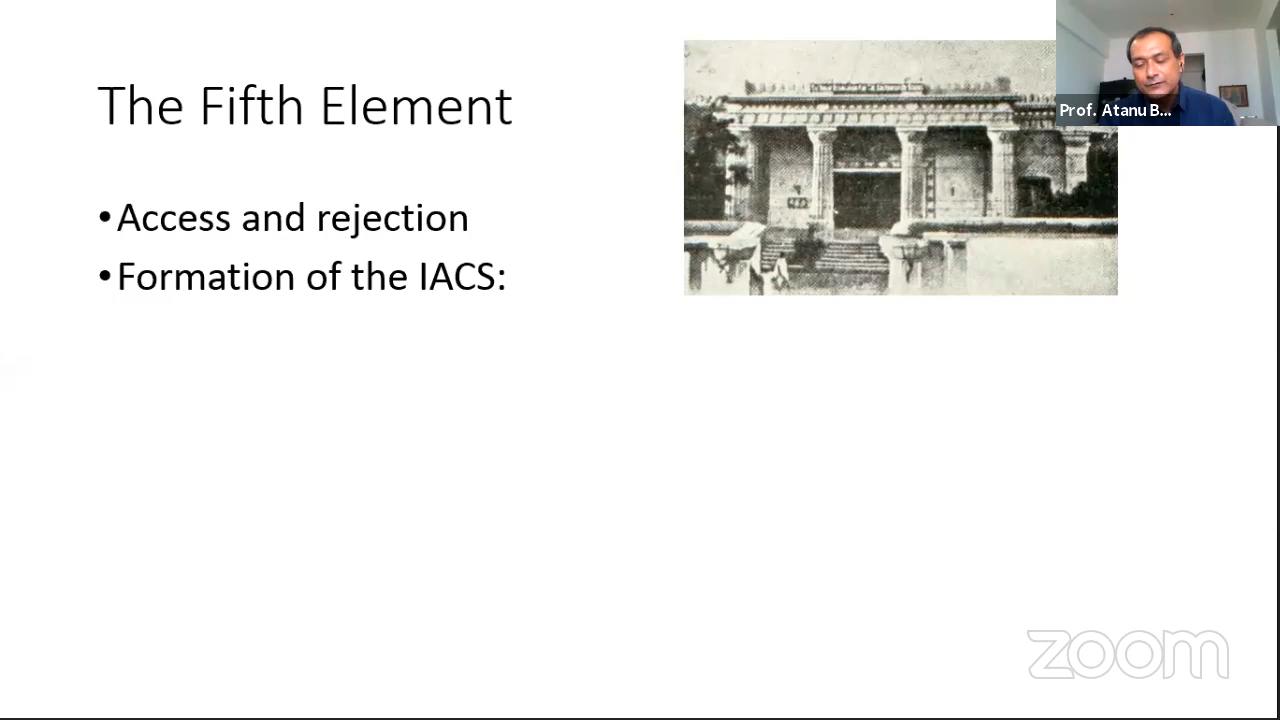 The Fifth Element
Prof. Atanu B...
•Access and rejection
•Formation of the IACS:
zoom